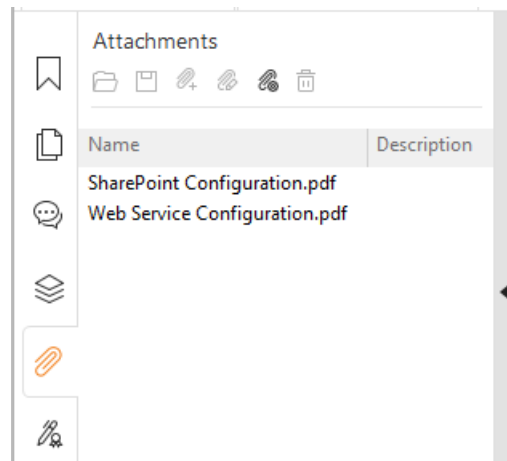 Attachments
Name Description
SharePoint Configuration.pdf
Web Service Configuration.pdf